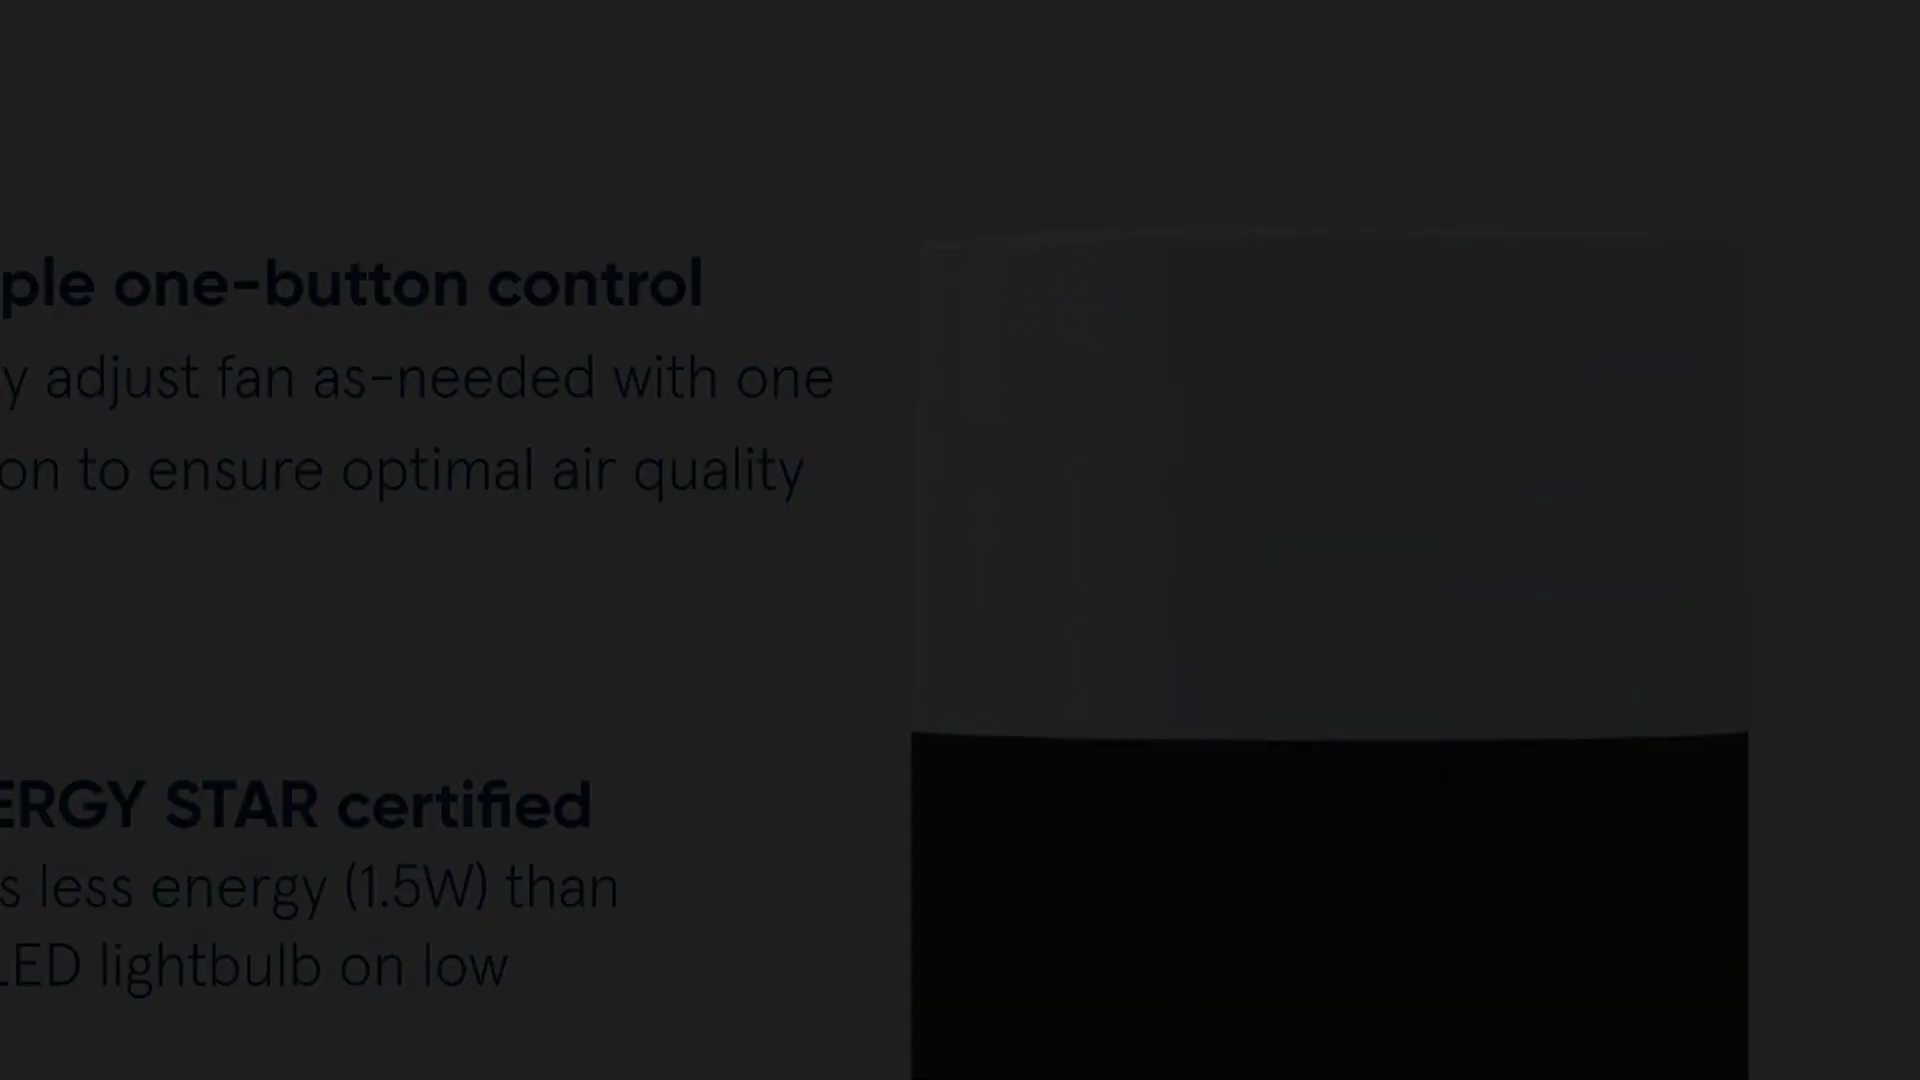 ple one-button control
y adjust fan as-needed with one
on to ensure optimal air quality
ERGY STAR certified
s less energy (1.5W) than
LED lightbulb on low